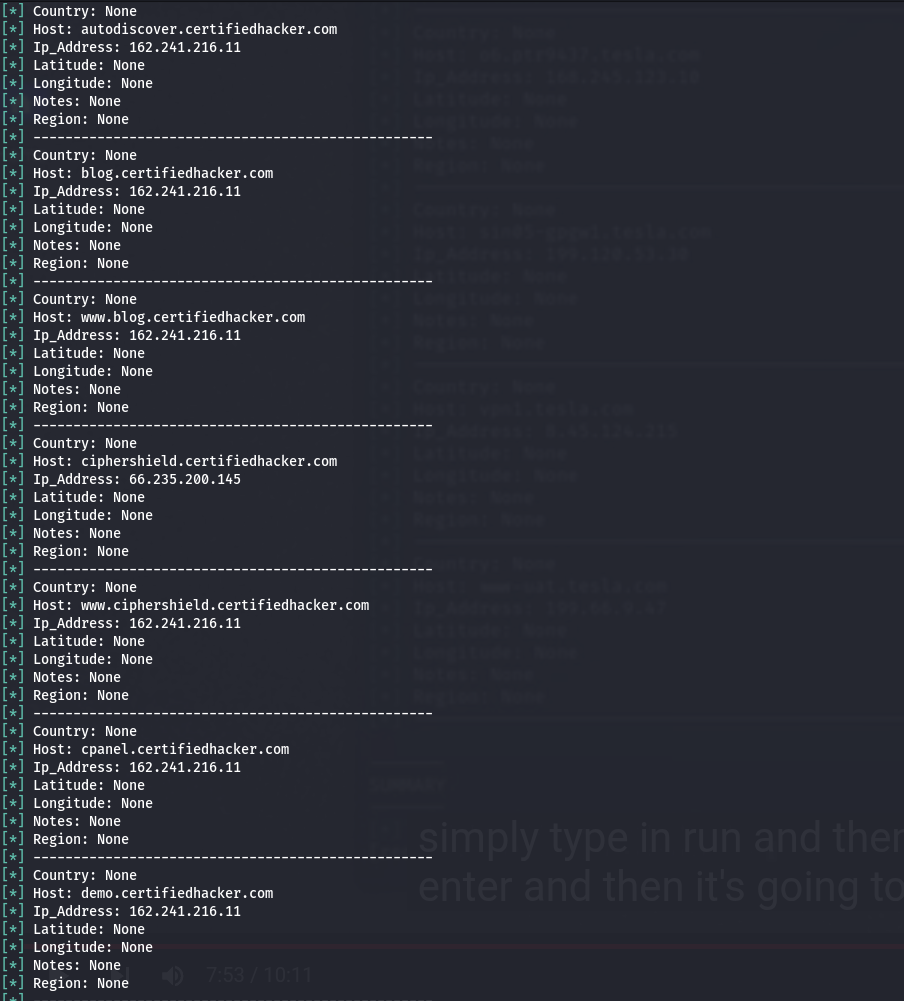 [*] Country: None
[*] Host: autodiscover.certifiedhacker.com
[*] Ip_Address: 162.241.216.11
[*] Latitude: None
[*] Longitude: None
[*] Notes: None
[*] Region: None
[*] --------------------------------------------------
[*] Country: None
[*] Host: blog.certifiedhacker.com
[*] Ip_Address: 162.241.216.11
[*] Latitude: None
[*] Longitude: None
[*] Notes: None
[*] Region: None
[*] --------------------------------------------------
[*] Country: None
[*] Host: www.blog.certifiedhacker.com
[*] Ip_Address: 162.241.216.11
[*] Latitude: None
[*] Longitude: None
[*] Notes: None
[*] Region: None
[*] --------------------------------------------------
[*] Country: None
[*] Host: ciphershield.certifiedhacker.com
[*] Ip_Address: 66.235.200.145
[*] Latitude: None
[*] Longitude: None
[*] Notes: None
[*] Region: None
[*] --------------------------------------------------
[*] Country: None
[*] Host: www.ciphershield.certifiedhacker.com
[*] Ip_Address: 162.241.216.11
[*] Latitude: None
[*] Longitude: None
[*] Notes: None
[*] Region: None
[*] --------------------------------------------------
[*] Country: None
[*] Host: cpanel.certifiedhacker.com
[*] Ip_Address: 162.241.216.11
[*] Latitude: None
[*] Longitude: None
[*] Notes: None
[*] Region: None
[*] --------------------------------------------------
[*] Country: None
[*] Host: demo.certifiedhacker.com
[*] Ip_Address: 162.241.216.11
[*] Latitude: None
[*] Longitude: None
[*] Notes: None
[*] Region: None
simply type in run and then
enter and then it's going to
7:53 / 10:11